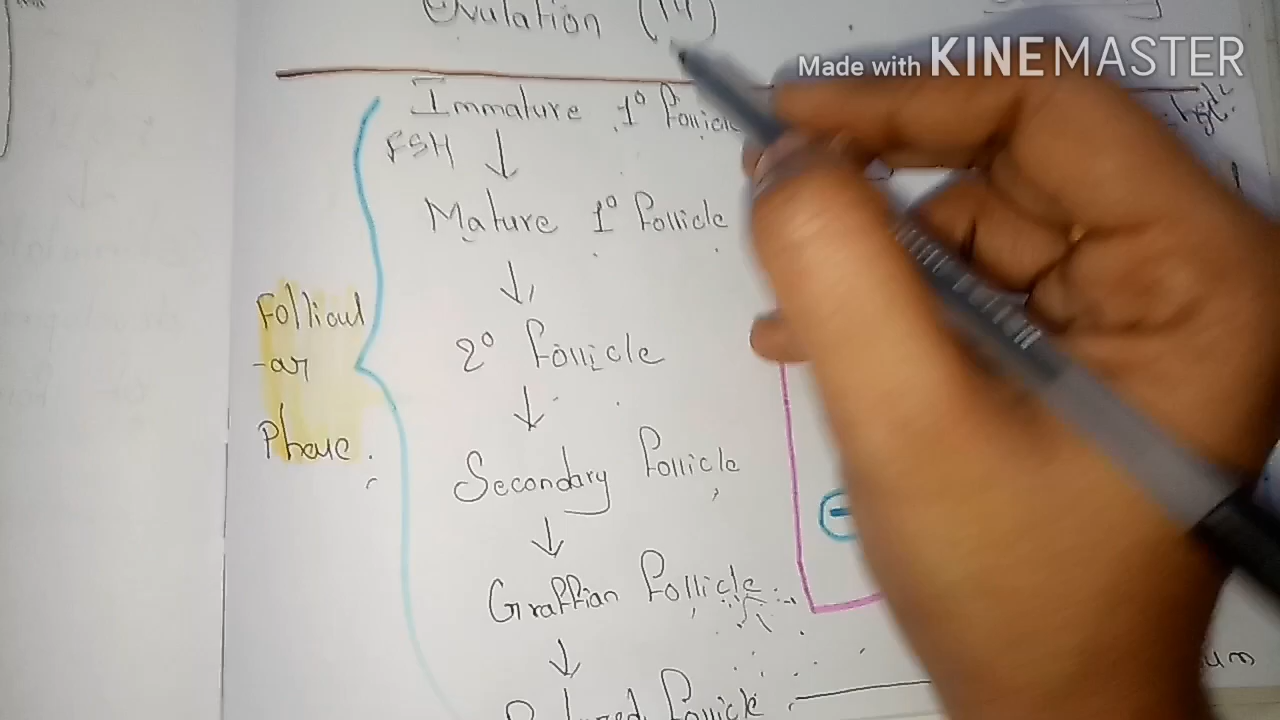 Ovulation (14)
Made with KINEMASTER
Immature 1° Follicle
FSH ↓
Mature 1° Follicle
↓
2° Follicle
↓
Secondary Follicle
↓
Graffian Follicle
↓
Follicul
-ar
Phase.
Follicle